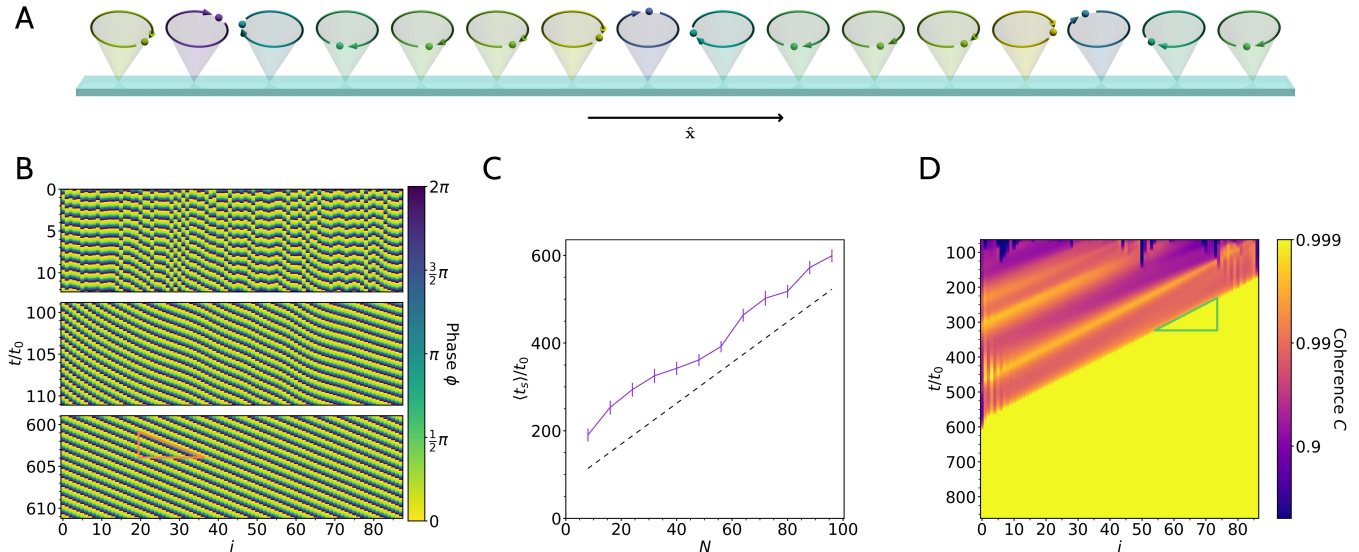 A
x̂
B
C
D
0
5
10
100
105
110
600
605
610
t/t₀
0 10 20 30 40 50 60 70 80
i
2π
3/2 π
π
1/2 π
0
Phase ϕ
600
400
200
0
⟨tₛ⟩/t₀
0 20 40 60 80 100
N
100
200
300
400
500
600
700
800
t/t₀
0 10 20 30 40 50 60 70 80
i
0.999
0.99
0.9
Coherence C